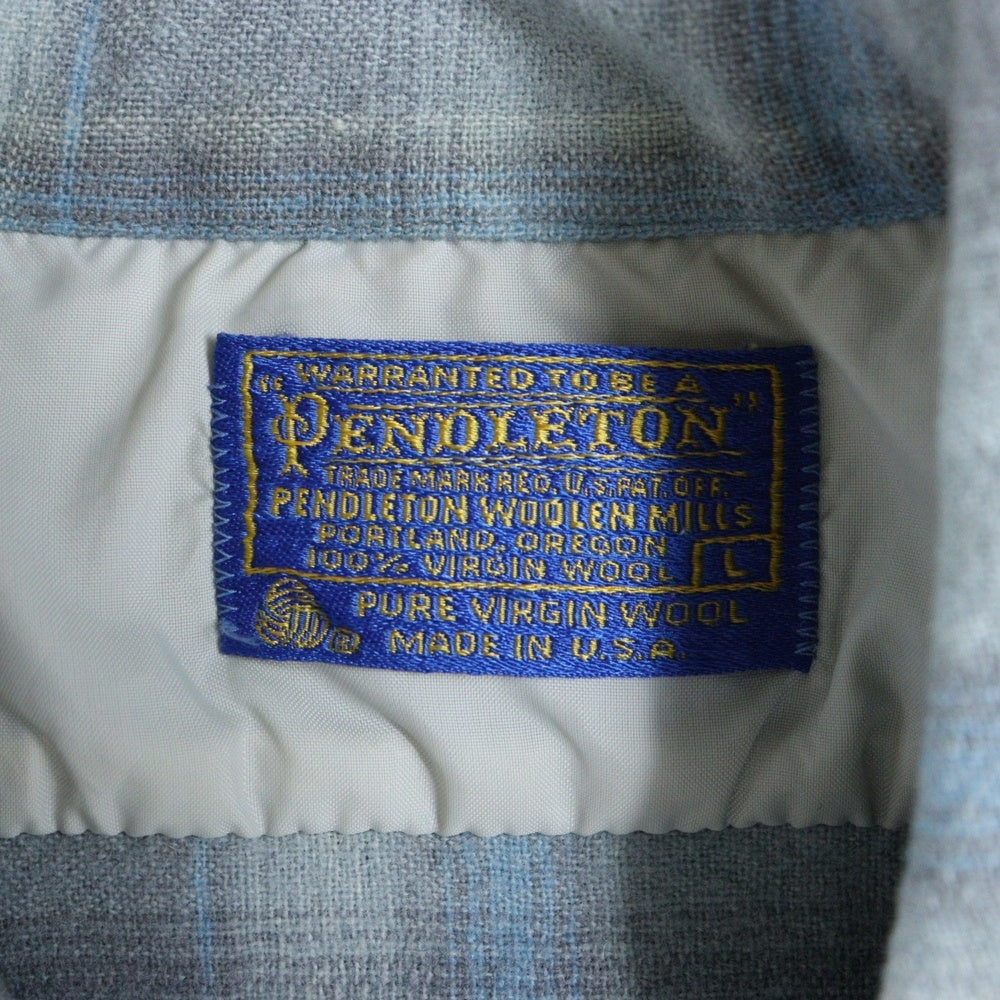 "WARRANTED TO BE A
PENDLETON"
TRADE MARK REG. U.S. PAT. OFF.
PENDLETON WOOLEN MILLS
PORTLAND, OREGON
100% VIRGIN WOOL L
PURE VIRGIN WOOL
® MADE IN U.S.A.